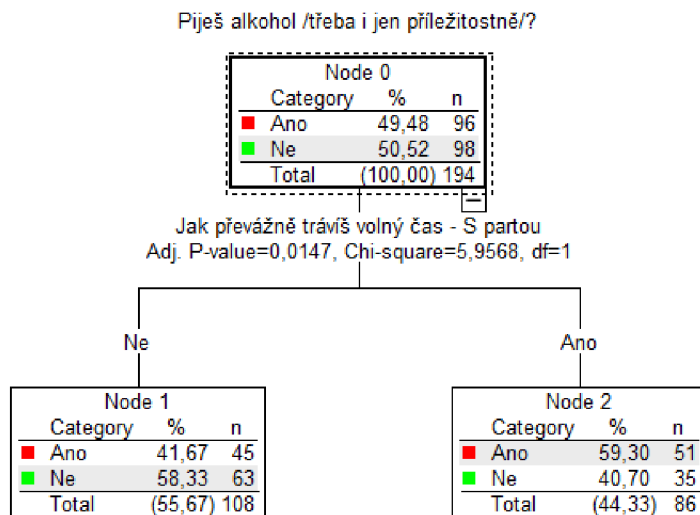 Piješ alkohol /třeba i jen příležitostně/?
Node 0
Category % n
Ano 49,48 96
Ne 50,52 98
Total (100,00) 194
Jak převážně trávíš volný čas - S partou
Adj. P-value=0,0147, Chi-square=5,9568, df=1
Ne
Ano
Node 1
Category % n
Ano 41,67 45
Ne 58,33 63
Total (55,67) 108
Node 2
Category % n
Ano 59,30 51
Ne 40,70 35
Total (44,33) 86